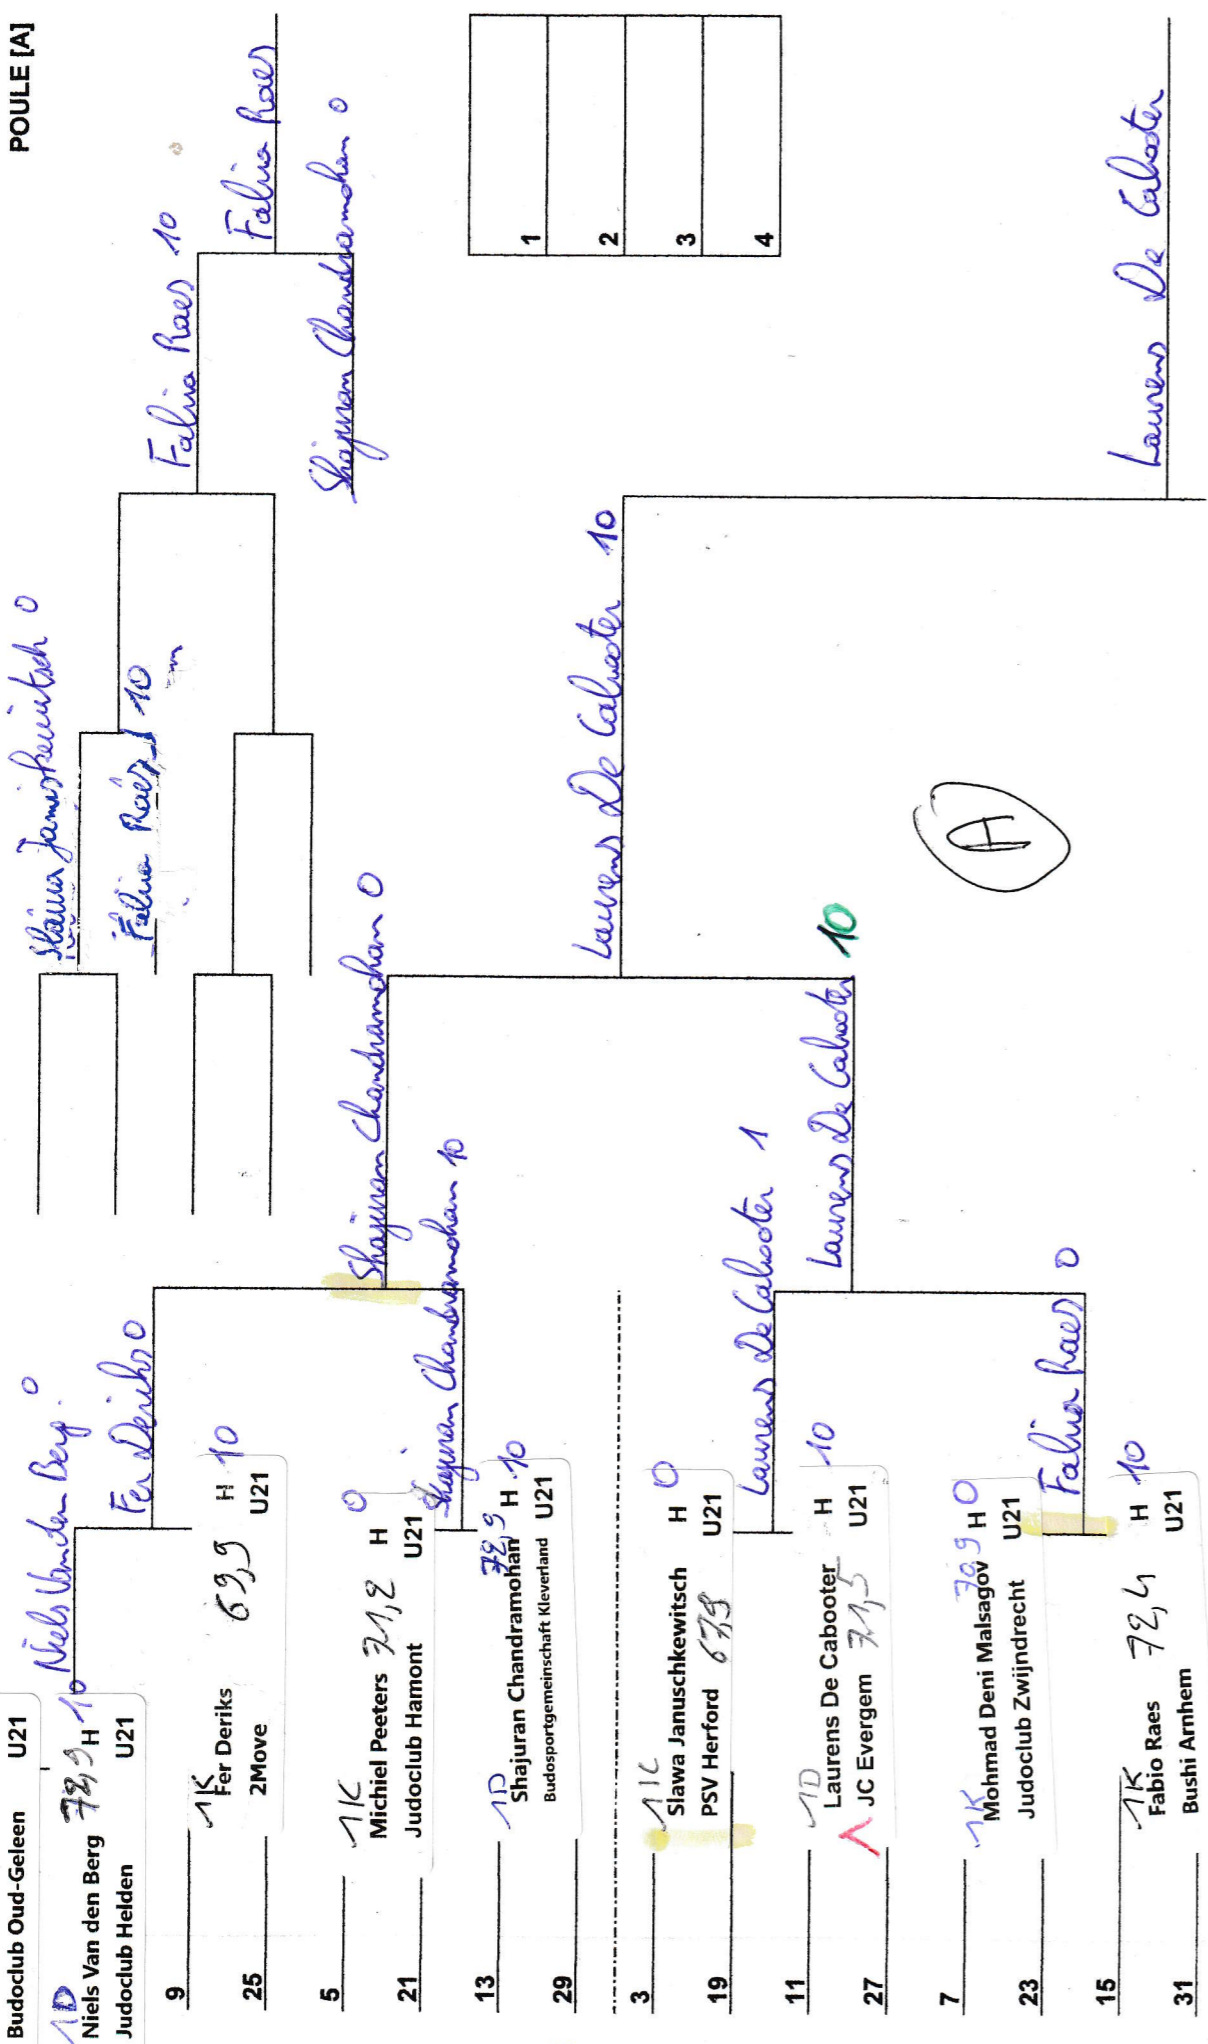 POULE [A]
Budoclub Oud-Geleen U21
1D
Niels Van den Berg 72,9 H 10
Judoclub Helden U21
Niels Van den Berg. 0
9
1K
Fer Deriks H 10
2Move 69,9 U21
25
Fer Deriks 0
5
1K
Michiel Peeters 71,2 H 0
Judoclub Hamont U21
21
13
1D 72,9
Shajuran Chandramohan H 10
Budosportgemeinschaft Kleverland U21
29
Shajuran Chandramohan 10
Shajuran Chandramohan 0
3
1K
Slawa Januschkewitsch H 0
PSV Herford 67,9 U21
19
11
1D
Laurens De Cabooter H 10
JC Evergem 71,5 U21
27
Laurens De Cabooter 1
7
1K 70,9
Mohmad Deni Malsagov H 0
Judoclub Zwijndrecht U21
23
15
1K
Fabio Raes 72,4 H 10
Bushi Arnhem U21
31
Fabio Raes 0
Laurens De Cabooter 10
Laurens De Cabooter 10
Laurens De Cabooter
A
Fabio Raes 10
Fabio Raes 10
Shajuran Chandramohan 0
Fabio Raes
1
2
3
4